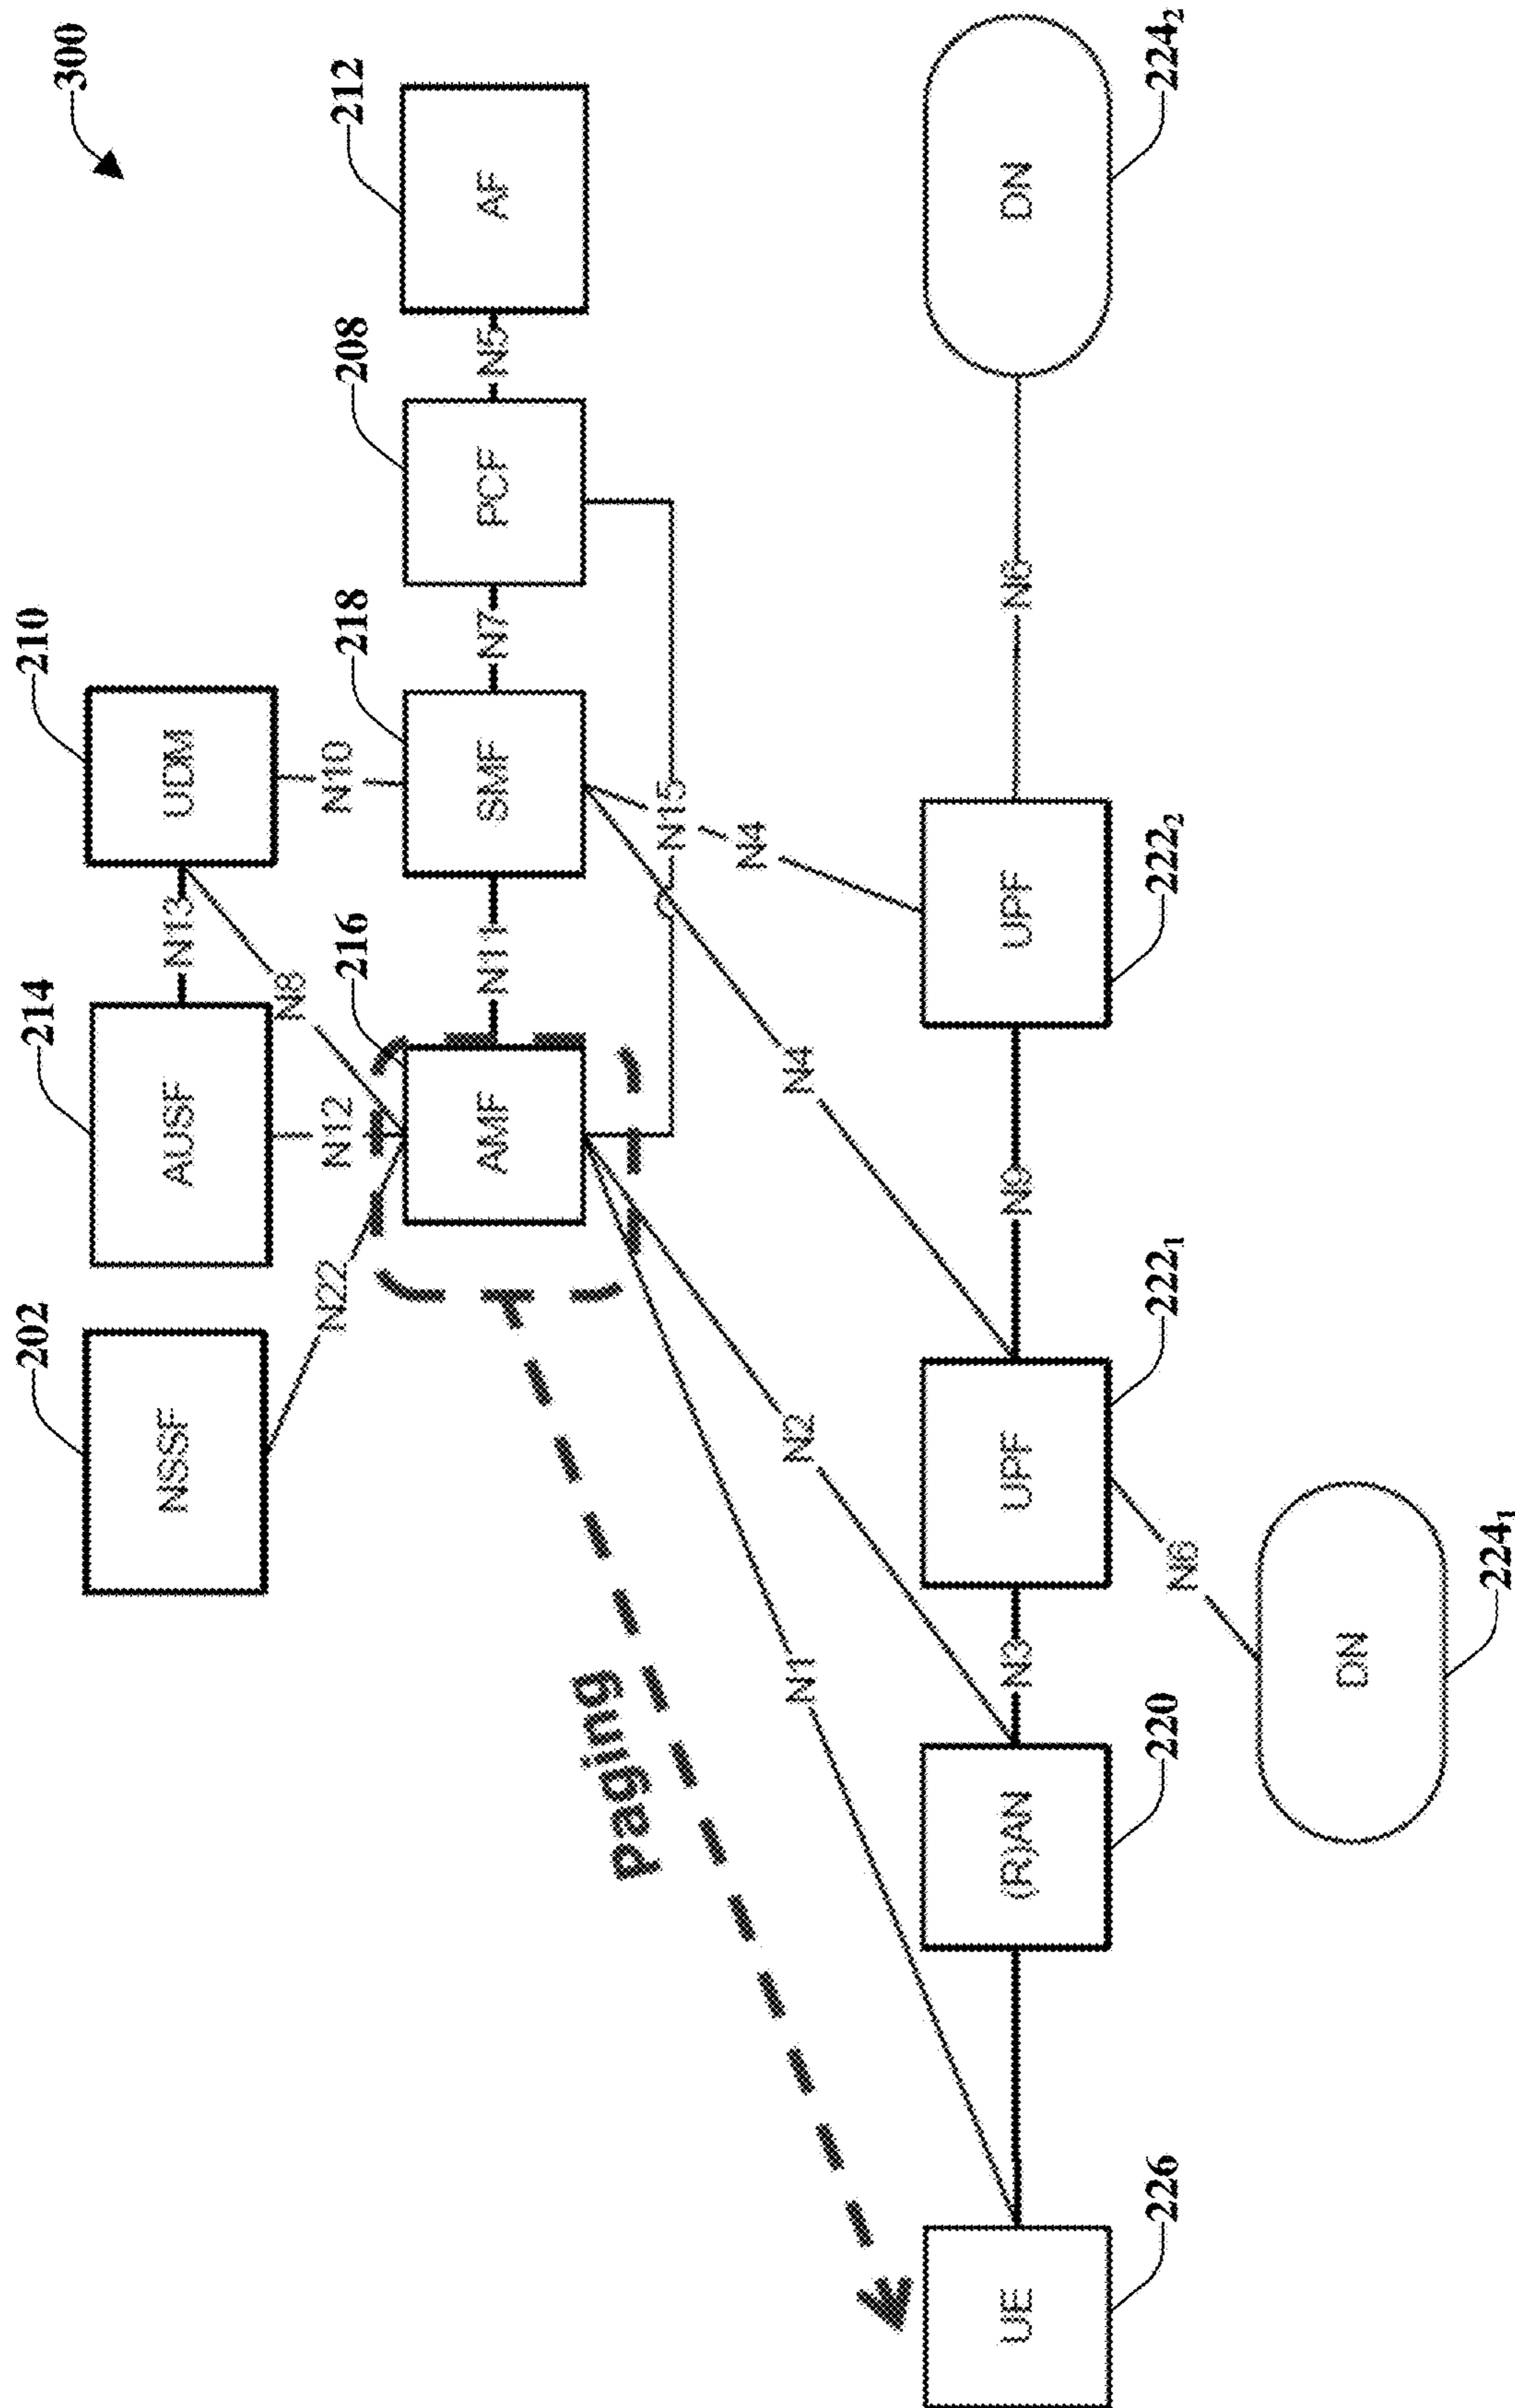 300
202
214
210
NSSF
AUSF
N13
UDM
N22
N12
N8
N10
216
218
208
212
AMF
N11
SMF
N7
PCF
N5
AF
paging
N15
N4
N1
N2
N4
UE
(R)AN
N3
UPF
N9
UPF
N6
DN
226
220
222₁
222₂
224₂
N6
DN
224₁